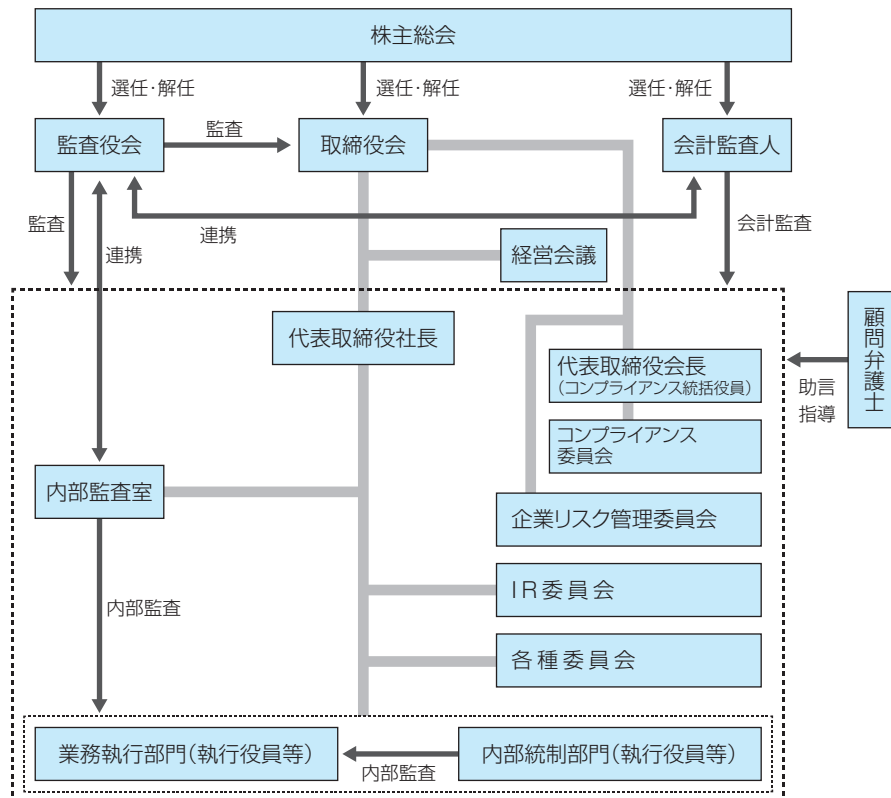 株主総会
選任・解任
選任・解任
選任・解任
監査役会
監査
取締役会
会計監査人
監査
連携
連携
会計監査
経営会議
代表取締役社長
顧問弁護士
代表取締役会長
(コンプライアンス統括役員)
助言
指導
コンプライアンス
委員会
内部監査室
企業リスク管理委員会
IR委員会
内部監査
各種委員会
業務執行部門(執行役員等)
内部監査
内部統制部門(執行役員等)